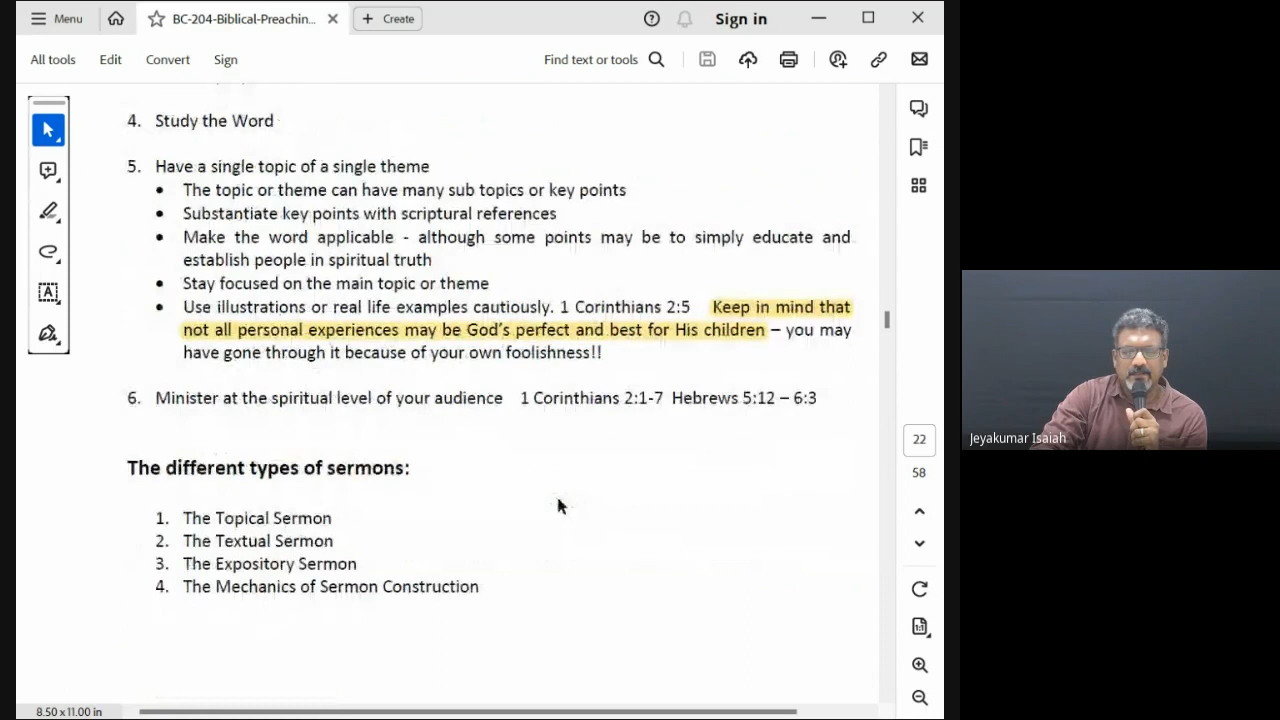 Menu
BC-204-Biblical-Preachin...
Create
Sign in
All tools
Edit
Convert
Sign
Find text or tools
4. Study the Word
5. Have a single topic of a single theme
• The topic or theme can have many sub topics or key points
• Substantiate key points with scriptural references
• Make the word applicable - although some points may be to simply educate and
establish people in spiritual truth
• Stay focused on the main topic or theme
• Use illustrations or real life examples cautiously. 1 Corinthians 2:5 Keep in mind that
not all personal experiences may be God's perfect and best for His children – you may
have gone through it because of your own foolishness!!
6. Minister at the spiritual level of your audience 1 Corinthians 2:1-7 Hebrews 5:12 – 6:3
The different types of sermons:
1. The Topical Sermon
2. The Textual Sermon
3. The Expository Sermon
4. The Mechanics of Sermon Construction
22
58
8.50 x 11.00 in
Jeyakumar Isaiah